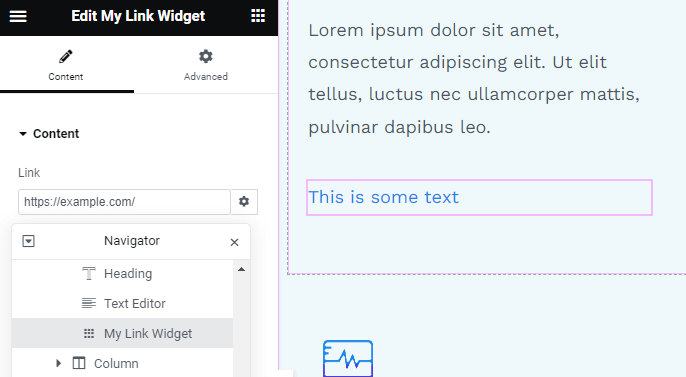 Edit My Link Widget
Content
Advanced
Content
Link
https://example.com/
Navigator
Heading
Text Editor
My Link Widget
Column
Lorem ipsum dolor sit amet,
consectetur adipiscing elit. Ut elit
tellus, luctus nec ullamcorper mattis,
pulvinar dapibus leo.
This is some text